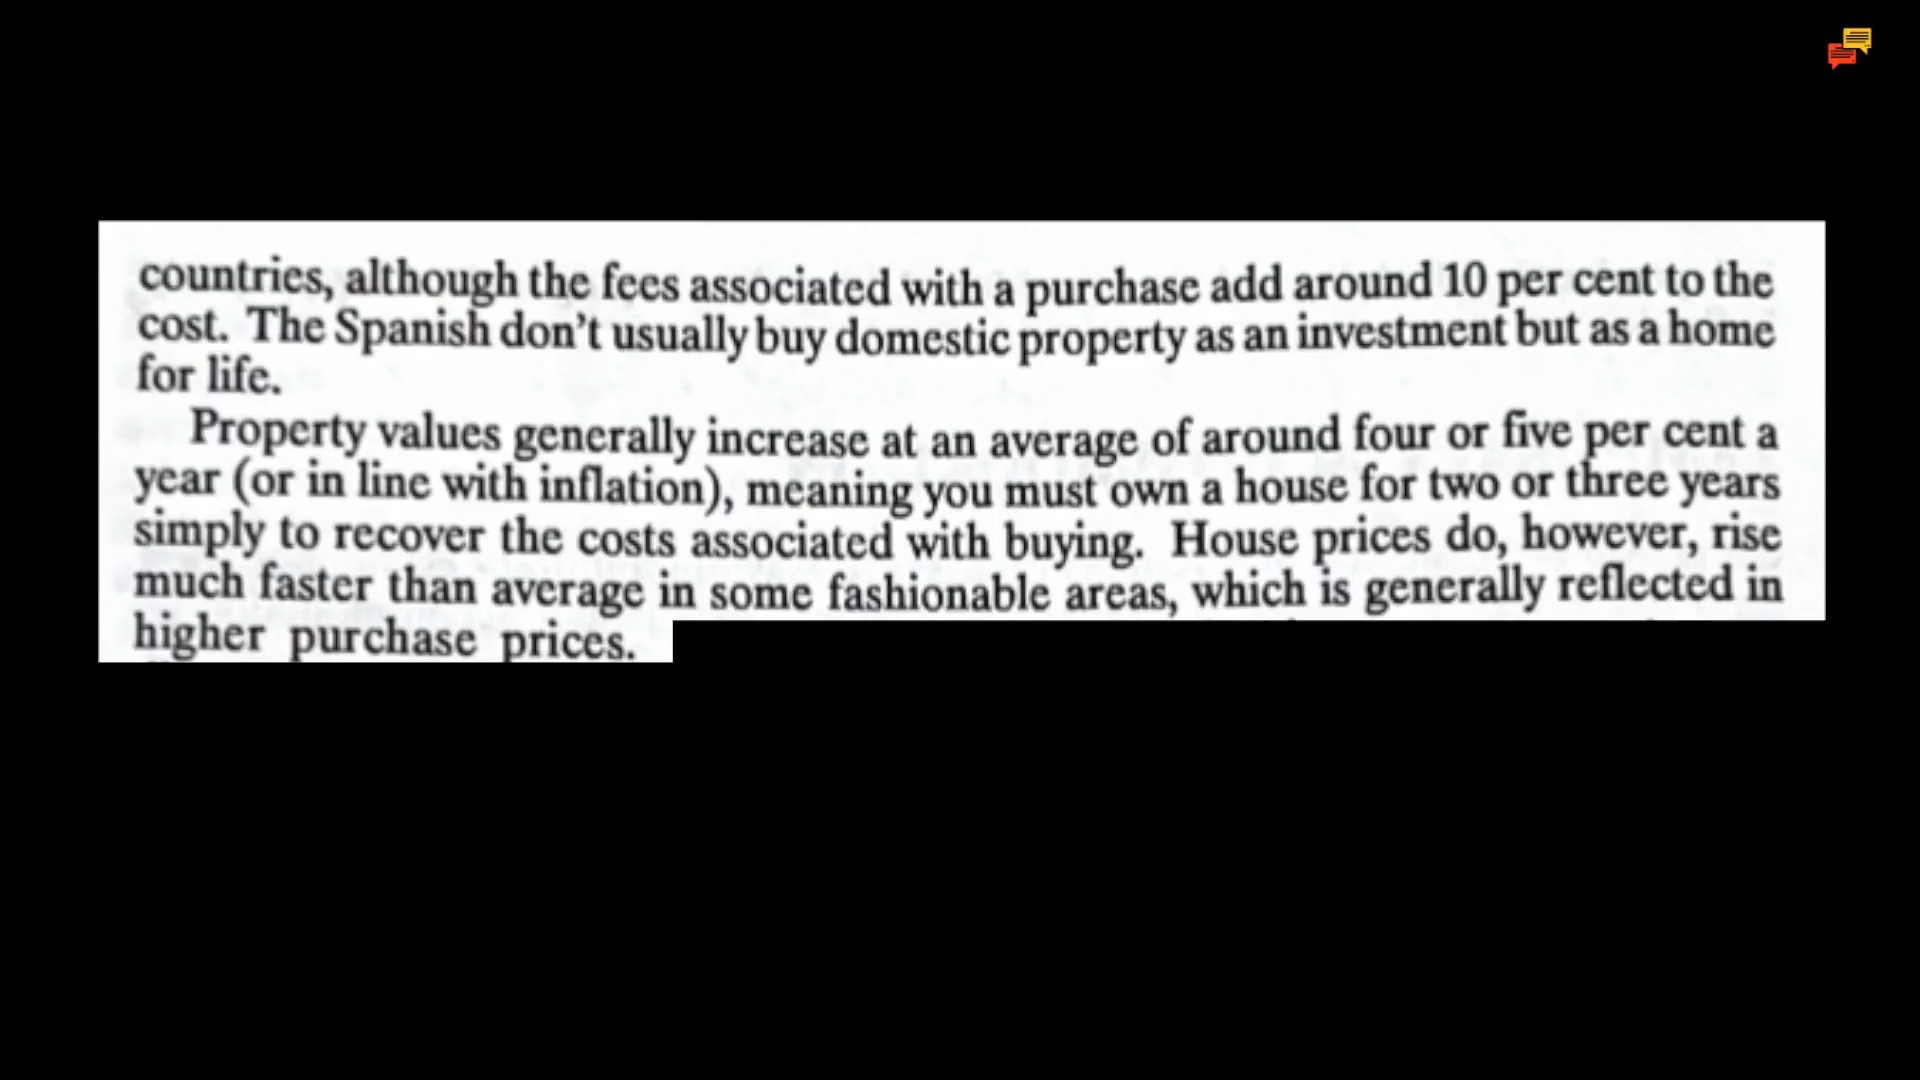 countries, although the fees associated with a purchase add around 10 per cent to the
cost. The Spanish don't usually buy domestic property as an investment but as a home
for life.
Property values generally increase at an average of around four or five per cent a
year (or in line with inflation), meaning you must own a house for two or three years
simply to recover the costs associated with buying. House prices do, however, rise
much faster than average in some fashionable areas, which is generally reflected in
higher purchase prices.